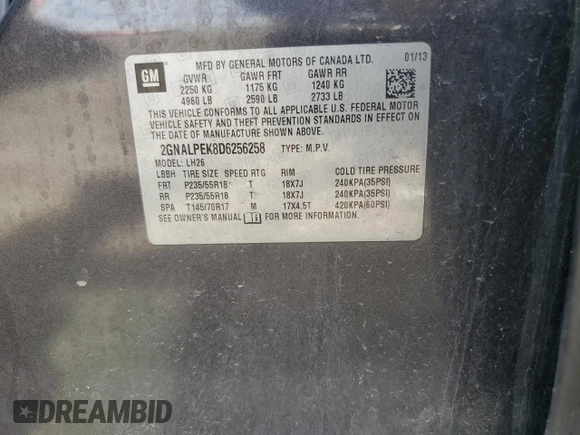 GM
MFD BY GENERAL MOTORS OF CANADA LTD. 01/13
GVWR GAWR FRT GAWR RR
2250 KG 1175 KG 1240 KG
4960 LB 2590 LB 2733 LB
THIS VEHICLE CONFORMS TO ALL APPLICABLE U.S. FEDERAL MOTOR
VEHICLE SAFETY AND THEFT PREVENTION STANDARDS IN EFFECT ON
THE DATE OF MANUFACTURE SHOWN ABOVE.
2GNALPEK8D6256258 TYPE: M.P.V.
MODEL: LH26
LBBH TIRE SIZE SPEED RTG RIM COLD TIRE PRESSURE
FRT P235/55R18 T 18X7J 240KPA(35PSI)
RR P235/55R18 T 18X7J 240KPA(35PSI)
SPA T145/70R17 M 17X4.5T 420KPA(60PSI)
SEE OWNER'S MANUAL FOR MORE INFORMATION.
DREAMBID